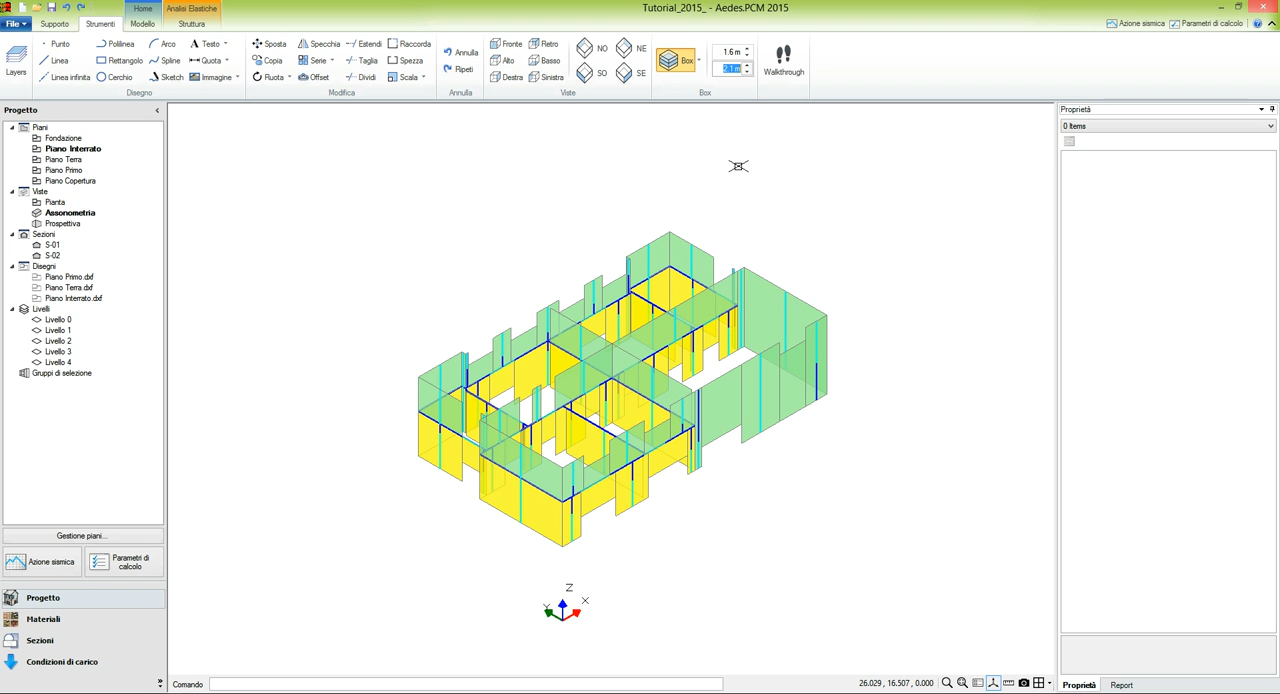 Tutorial_2015_ - Aedes.PCM 2015
Home Analisi Elastiche
File Supporto Strumenti Modello Struttura
Azione sismica Parametri di calcolo
Punto Polilinea Arco Testo Sposta Specchia Estendi Raccorda Annulla Fronte Retro NO NE Box 1.6 m
Linea Rettangolo Spline Quota Copia Serie Taglia Spezza Ripeti Alto Basso
Linea infinita Cerchio Sketch Immagine Ruota Offset Dividi Scala Destra Sinistra SO SE 2.1 m
Layers Walkthrough
Disegno Modifica Annulla Viste Box
Progetto
Piani
Fondazione
Piano Interrato
Piano Terra
Piano Primo
Piano Copertura
Viste
Pianta
Assonometria
Prospettiva
Sezioni
S-01
S-02
Disegni
Piano Primo.dxf
Piano Terra.dxf
Piano Interrato.dxf
Livelli
Livello 0
Livello 1
Livello 2
Livello 3
Livello 4
Gruppi di selezione
Gestione piani...
Azione sismica Parametri di calcolo
Progetto
Materiali
Sezioni
Condizioni di carico
Z
X
Y
Comando
26.029 , 16.507 , 0.000
Proprietà
0 Items
Proprietà Report